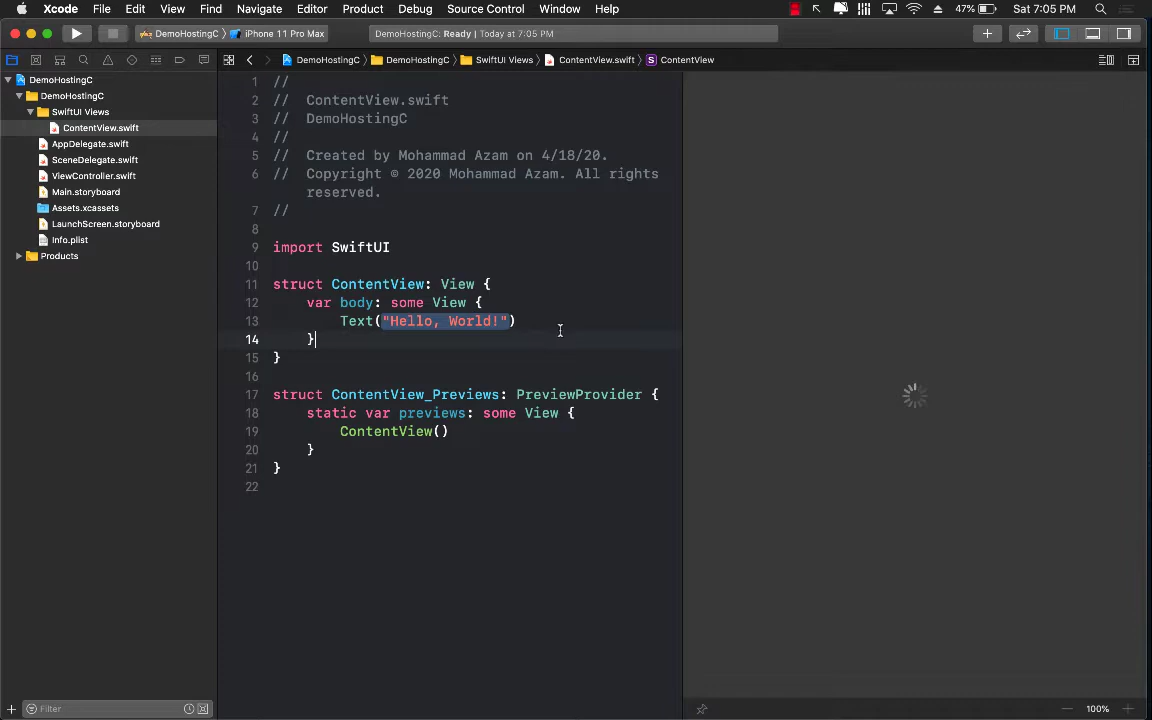 Xcode File Edit View Find Navigate Editor Product Debug Source Control Window Help 47% Sat 7:05 PM
DemoHostingC iPhone 11 Pro Max DemoHostingC: Ready | Today at 7:05 PM
DemoHostingC DemoHostingC SwiftUI Views ContentView.swift S ContentView
DemoHostingC
DemoHostingC
SwiftUI Views
ContentView.swift
AppDelegate.swift
SceneDelegate.swift
ViewController.swift
Main.storyboard
Assets.xcassets
LaunchScreen.storyboard
Info.plist
Products
1 //
2 // ContentView.swift
3 // DemoHostingC
4 //
5 // Created by Mohammad Azam on 4/18/20.
6 // Copyright © 2020 Mohammad Azam. All rights
reserved.
7 //
8
9 import SwiftUI
10
11 struct ContentView: View {
12 var body: some View {
13 Text("Hello, World!")
14 }
15 }
16
17 struct ContentView_Previews: PreviewProvider {
18 static var previews: some View {
19 ContentView()
20 }
21 }
22
Filter
100%